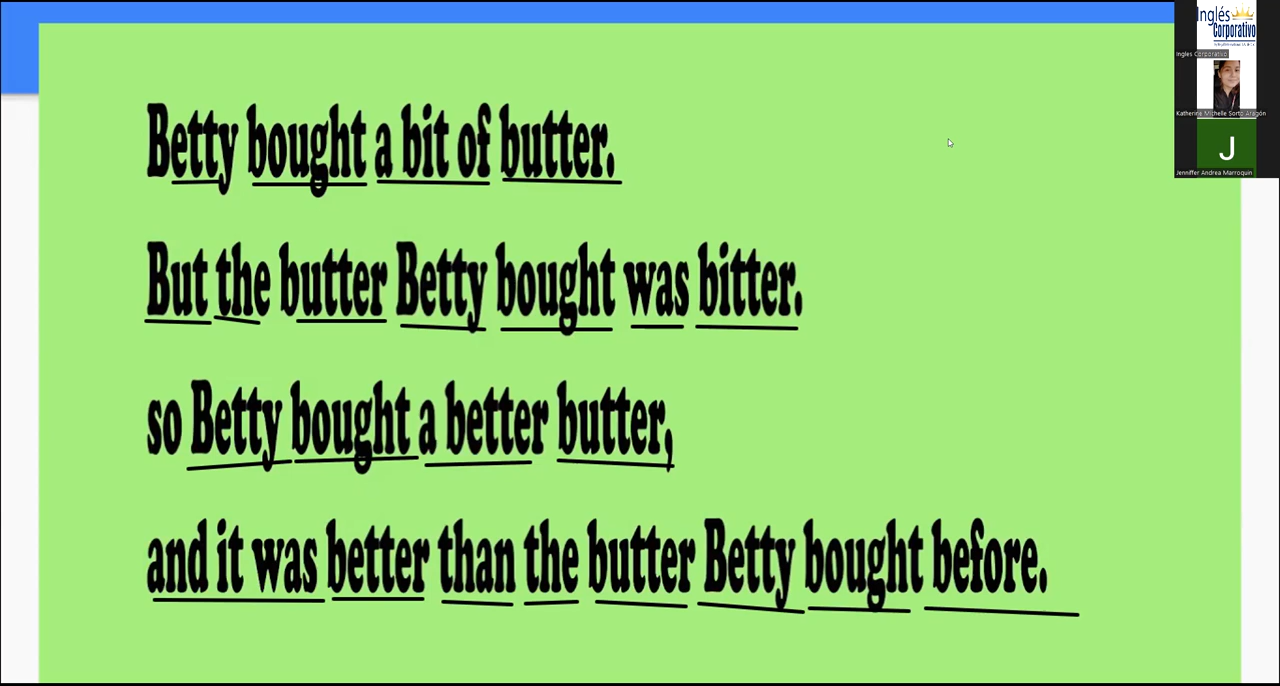 Betty bought a bit of butter.
But the butter Betty bought was bitter.
so Betty bought a better butter,
and it was better than the butter Betty bought before.
Inglés
Corporativo
Ingles Corporativo
Katherine Michelle Sorto Aragón
J
Jenniffer Andrea Marroquin